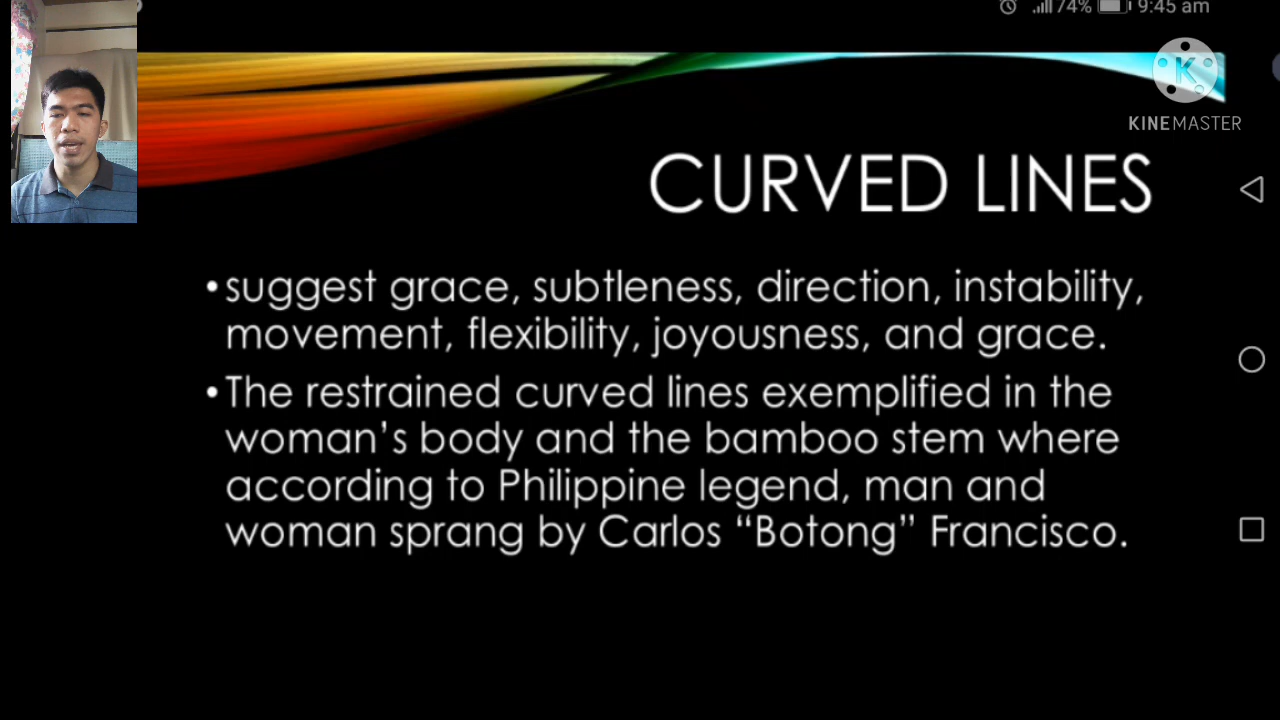 74% 9:45 am
K
KINEMASTER
CURVED LINES
• suggest grace, subtleness, direction, instability,
movement, flexibility, joyousness, and grace.
• The restrained curved lines exemplified in the
woman’s body and the bamboo stem where
according to Philippine legend, man and
woman sprang by Carlos “Botong” Francisco.